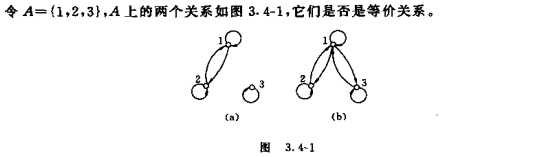 令 A={1,2,3},A 上的两个关系如图 3.4-1,它们是否是等价关系。
1 1
2 3 2 3
(a) (b)
图 3.4-1